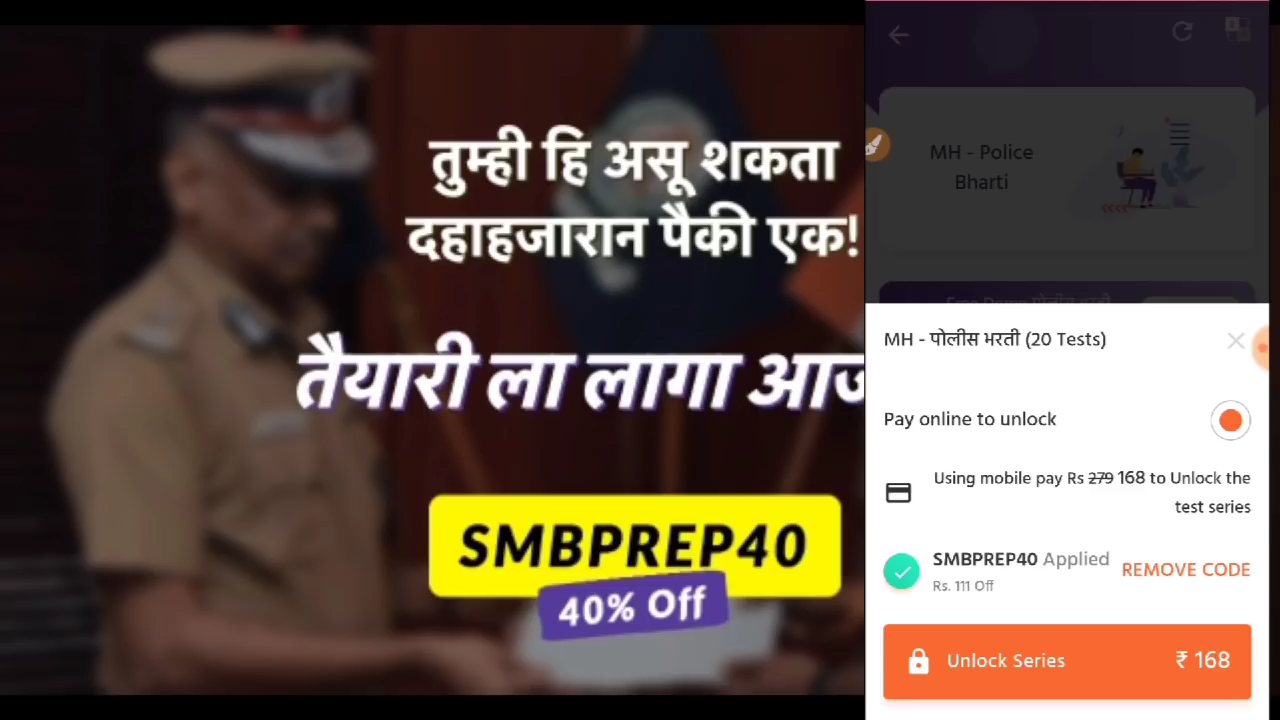 तुम्ही हि असू शकता
दहाहजारान पैकी एक!
तैयारी ला लागा
SMBPREP40
40% Off
MH - Police
Bharti
MH - पोलीस भरती (20 Tests)
Pay online to unlock
Using mobile pay Rs 279 168 to Unlock the
test series
SMBPREP40 Applied
REMOVE CODE
Rs. 111 Off
Unlock Series
₹ 168